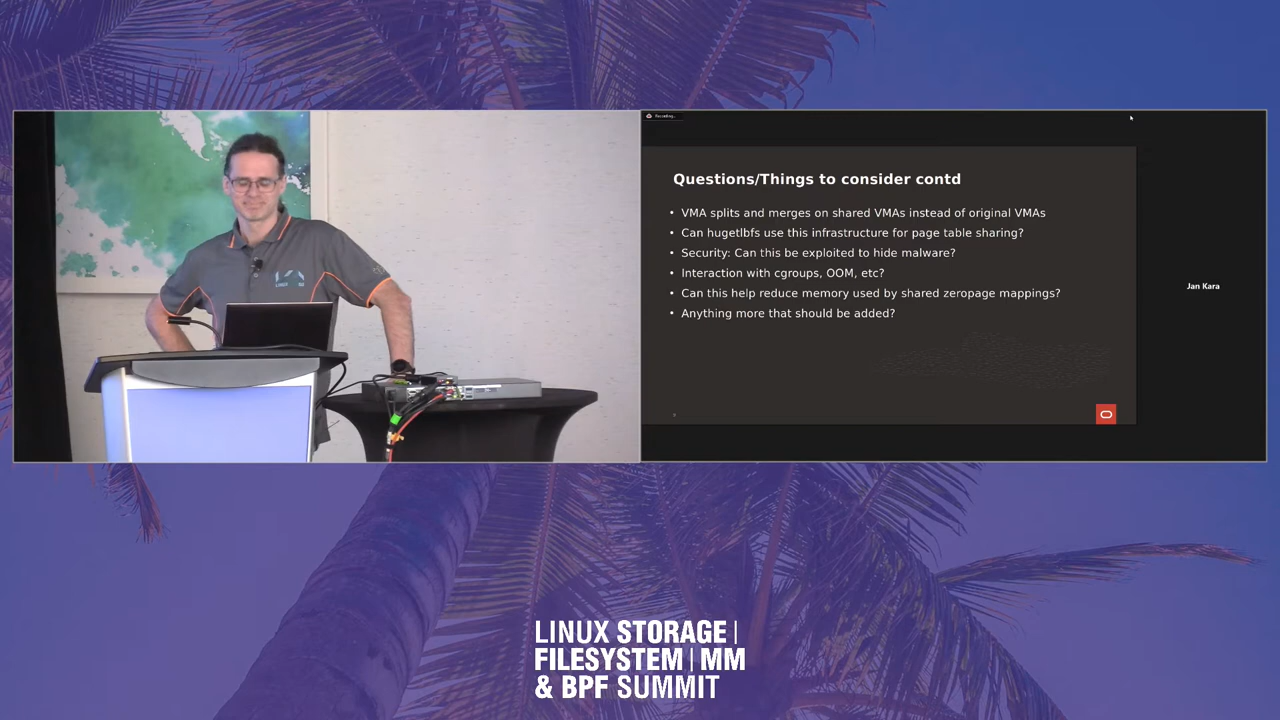 Recording...
Questions/Things to consider contd
• VMA splits and merges on shared VMAs instead of original VMAs
• Can hugetlbfs use this infrastructure for page table sharing?
• Security: Can this be exploited to hide malware?
• Interaction with cgroups, OOM, etc?
• Can this help reduce memory used by shared zeropage mappings?
• Anything more that should be added?
Jan Kara
LINUX
LINUX STORAGE |
FILESYSTEM | MM
& BPF SUMMIT